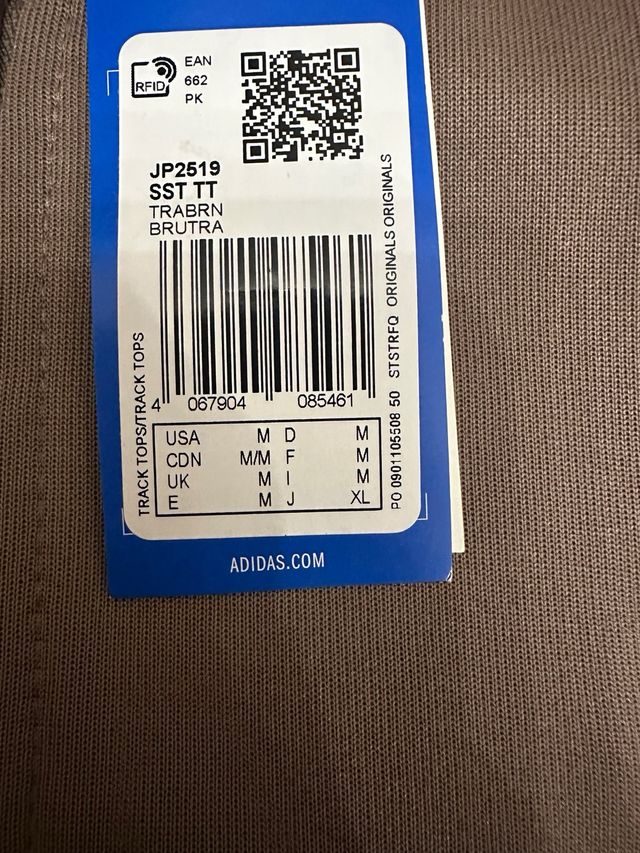 RFID
EAN
662
PK
JP2519
SST TT
TRABRN
BRUTRA
4 067904 085461
USA M D M
CDN M/M F M
UK M I M
E M J XL
TRACK TOPS/TRACK TOPS
PO 0901105508 50 STSTRFQ ORIGINALS ORIGINALS
ADIDAS.COM